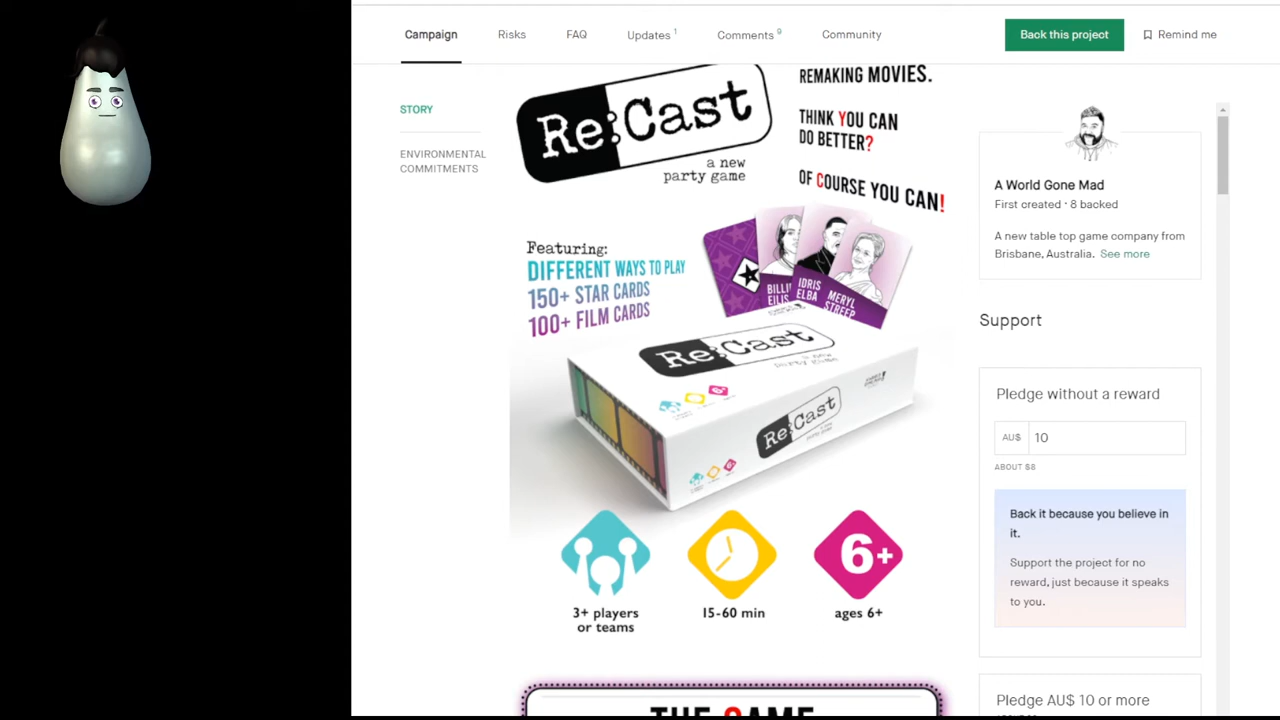 Campaign
Risks
FAQ
Updates 1
Comments 9
Community
Back this project
Remind me
STORY
ENVIRONMENTAL
COMMITMENTS
Re:Cast
a new
party game
REMAKING MOVIES.
THINK YOU CAN
DO BETTER?
OF COURSE YOU CAN!
Featuring:
DIFFERENT WAYS TO PLAY
150+ STAR CARDS
100+ FILM CARDS
IDRIS
ELBA
MERYL
STREEP
Re:Cast
a new
party game
Re:Cast
3+ players
or teams
15-60 min
6+
ages 6+
THE GAME
A World Gone Mad
First created · 8 backed
A new table top game company from
Brisbane, Australia. See more
Support
Pledge without a reward
AU$ 10
ABOUT $8
Back it because you believe in
it.
Support the project for no
reward, just because it speaks
to you.
Pledge AU$ 10 or more